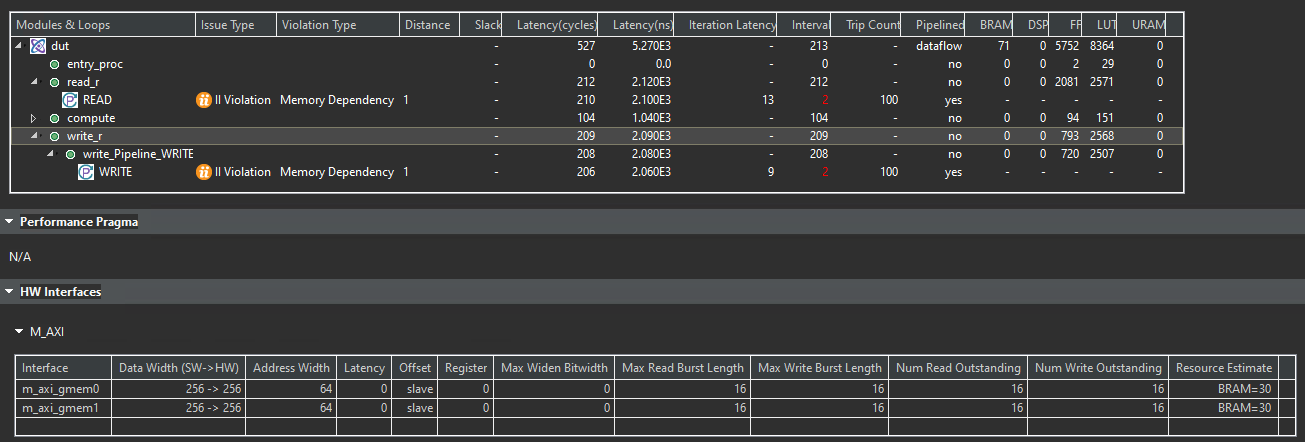 Modules & Loops Issue Type Violation Type Distance Slack Latency(cycles) Latency(ns) Iteration Latency Interval Trip Count Pipelined BRAM DSP FF LUT URAM
dut - 527 5.270E3 - 213 - dataflow 71 0 5752 8364 0
entry_proc - 0 0.0 - 0 - no 0 0 2 29 0
read_r - 212 2.120E3 - 212 - no 0 0 2081 2571 0
READ II Violation Memory Dependency 1 - 210 2.100E3 13 2 100 yes - - - - -
compute - 104 1.040E3 - 104 - no 0 0 94 151 0
write_r - 209 2.090E3 - 209 - no 0 0 793 2568 0
write_Pipeline_WRITE - 208 2.080E3 - 208 - no 0 0 720 2507 0
WRITE II Violation Memory Dependency 1 - 206 2.060E3 9 2 100 yes - - - - -
Performance Pragma
N/A
HW Interfaces
M_AXI
Interface Data Width (SW->HW) Address Width Latency Offset Register Max Widen Bitwidth Max Read Burst Length Max Write Burst Length Num Read Outstanding Num Write Outstanding Resource Estimate
m_axi_gmem0 256 -> 256 64 0 slave 0 0 16 16 16 16 BRAM=30
m_axi_gmem1 256 -> 256 64 0 slave 0 0 16 16 16 16 BRAM=30